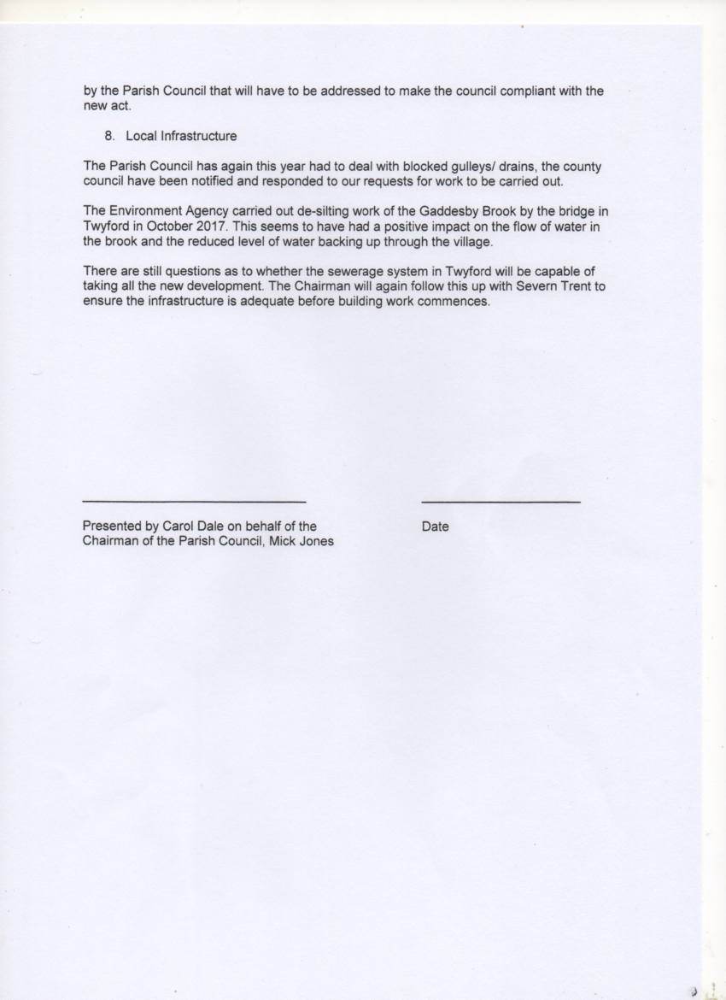 by the Parish Council that will have to be addressed to make the council compliant with the
new act.
8. Local Infrastructure
The Parish Council has again this year had to deal with blocked gulleys/ drains, the county
council have been notified and responded to our requests for work to be carried out.
The Environment Agency carried out de-silting work of the Gaddesby Brook by the bridge in
Twyford in October 2017. This seems to have had a positive impact on the flow of water in
the brook and the reduced level of water backing up through the village.
There are still questions as to whether the sewerage system in Twyford will be capable of
taking all the new development. The Chairman will again follow this up with Severn Trent to
ensure the infrastructure is adequate before building work commences.
Presented by Carol Dale on behalf of the
Chairman of the Parish Council, Mick Jones
Date